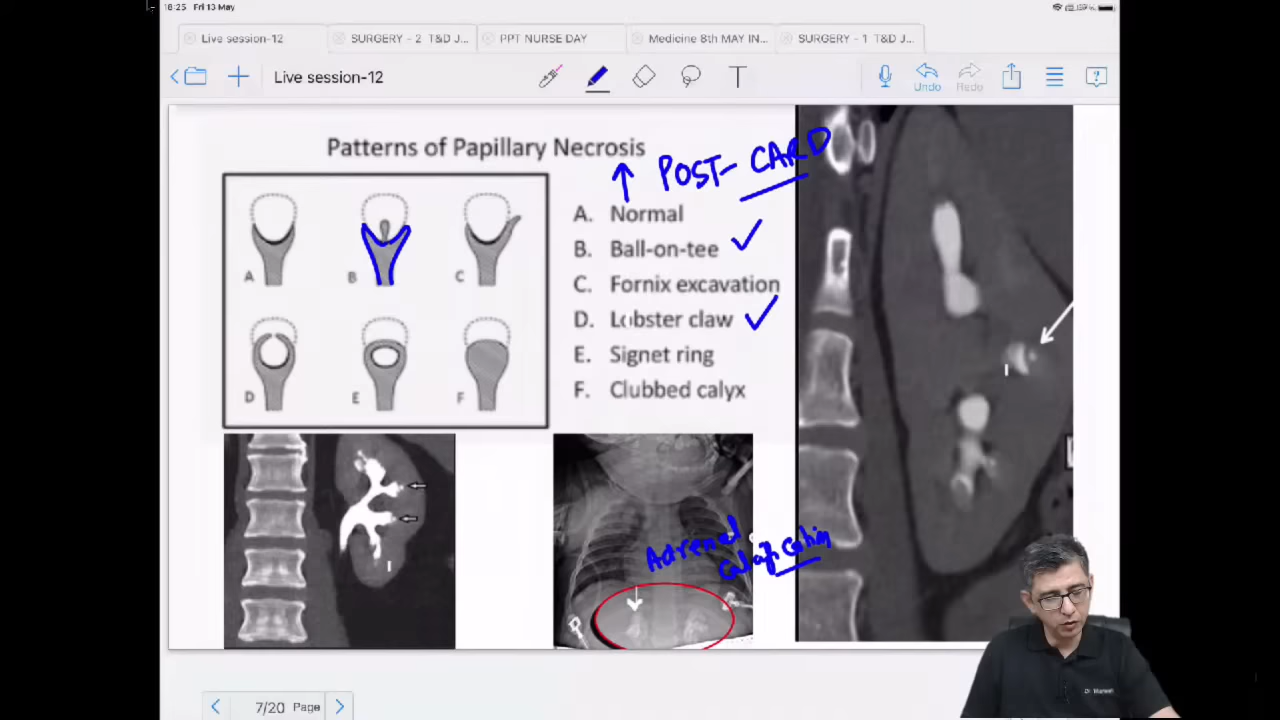 18:25 Fri 13 May
Live session-12
SURGERY - 2 T&D J...
PPT NURSE DAY
Medicine 8th MAY IN...
SURGERY - 1 T&D J...
Live session-12
T
Undo
Redo
Patterns of Papillary Necrosis
POST-CARD
A. Normal
B. Ball-on-tee
C. Fornix excavation
D. Lobster claw
E. Signet ring
F. Clubbed calyx
A
B
C
D
E
F
Adrenal
7/20 Page